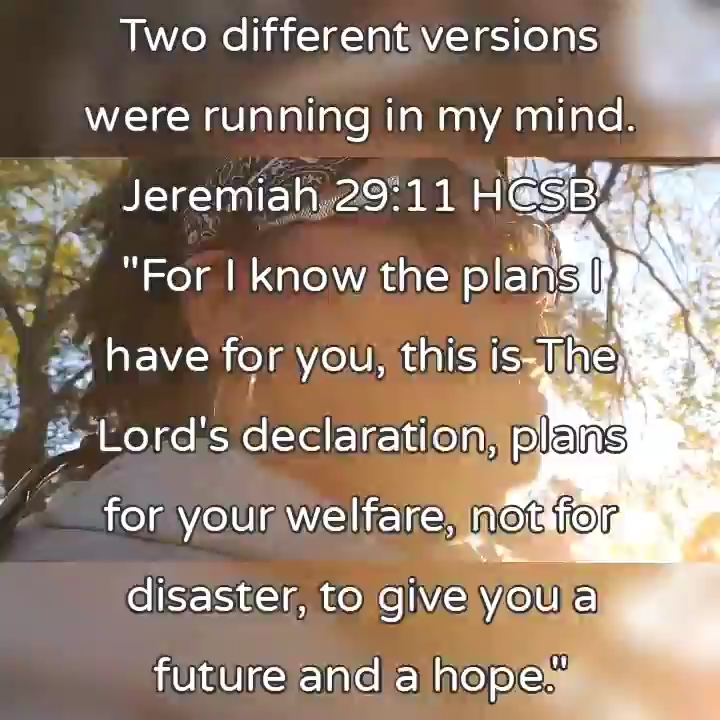 Two different versions
were running in my mind.
Jeremiah 29:11 HCSB
"For I know the plans I
have for you, this is The
Lord's declaration, plans
for your welfare, not for
disaster, to give you a
future and a hope."